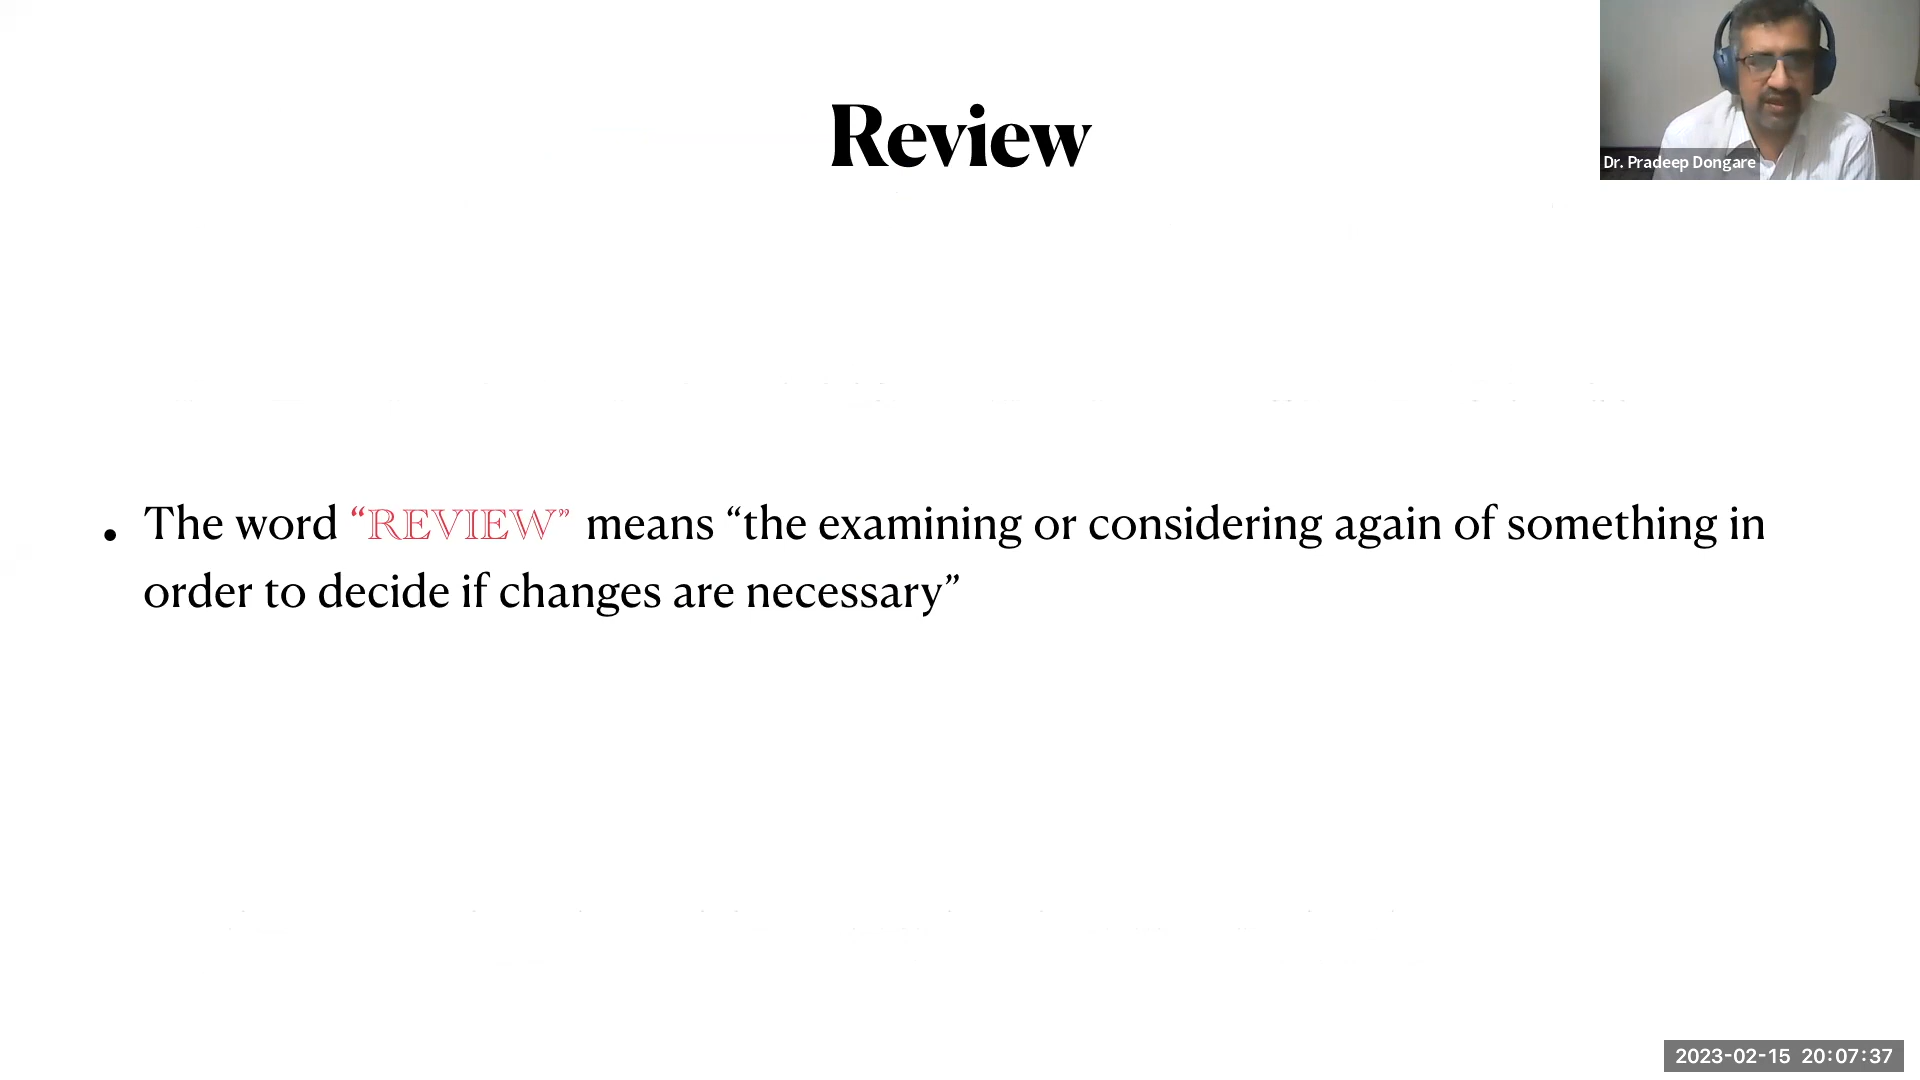 Review
Dr. Pradeep Dongare
• The word “REVIEW” means “the examining or considering again of something in
order to decide if changes are necessary”
2023-02-15 20:07:37